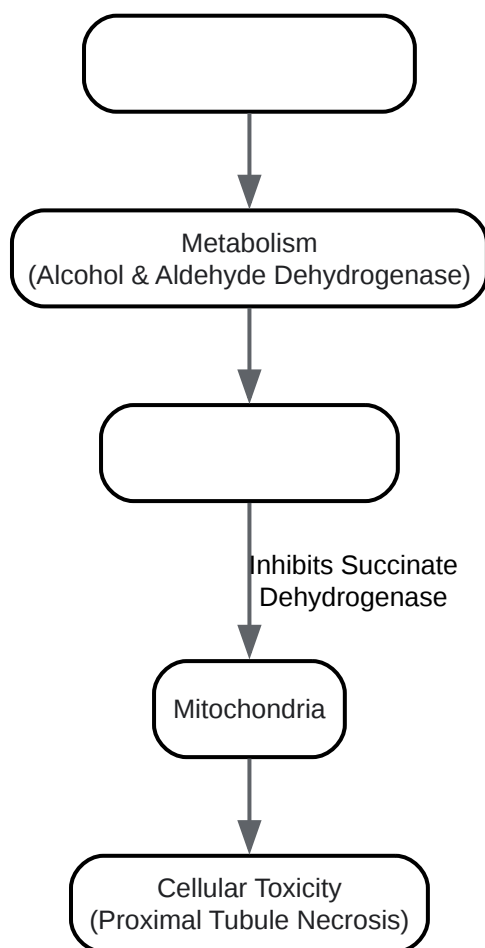 Metabolism
(Alcohol & Aldehyde Dehydrogenase)
Inhibits Succinate
Dehydrogenase
Mitochondria
Cellular Toxicity
(Proximal Tubule Necrosis)